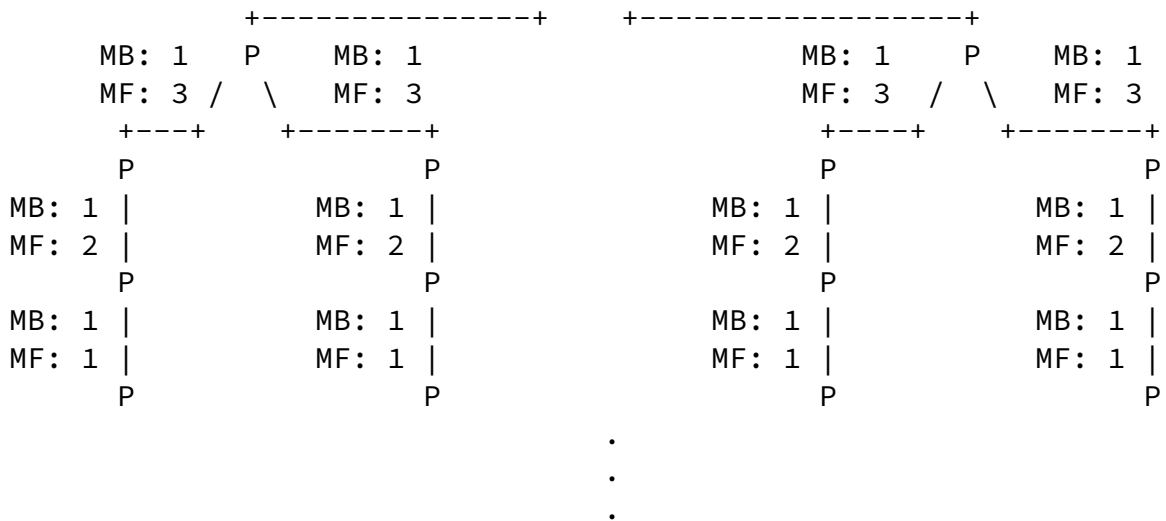 +---------------+ +------------------+
MB: 1 P MB: 1 MB: 1 P MB: 1
MF: 3 / \ MF: 3 MF: 3 / \ MF: 3
+---+ +-------+ +----+ +-------+
P P P P
MB: 1 | MB: 1 | MB: 1 | MB: 1 |
MF: 2 | MF: 2 | MF: 2 | MF: 2 |
P P P P
MB: 1 | MB: 1 | MB: 1 | MB: 1 |
MF: 1 | MF: 1 | MF: 1 | MF: 1 |
P P P P
.
.
.